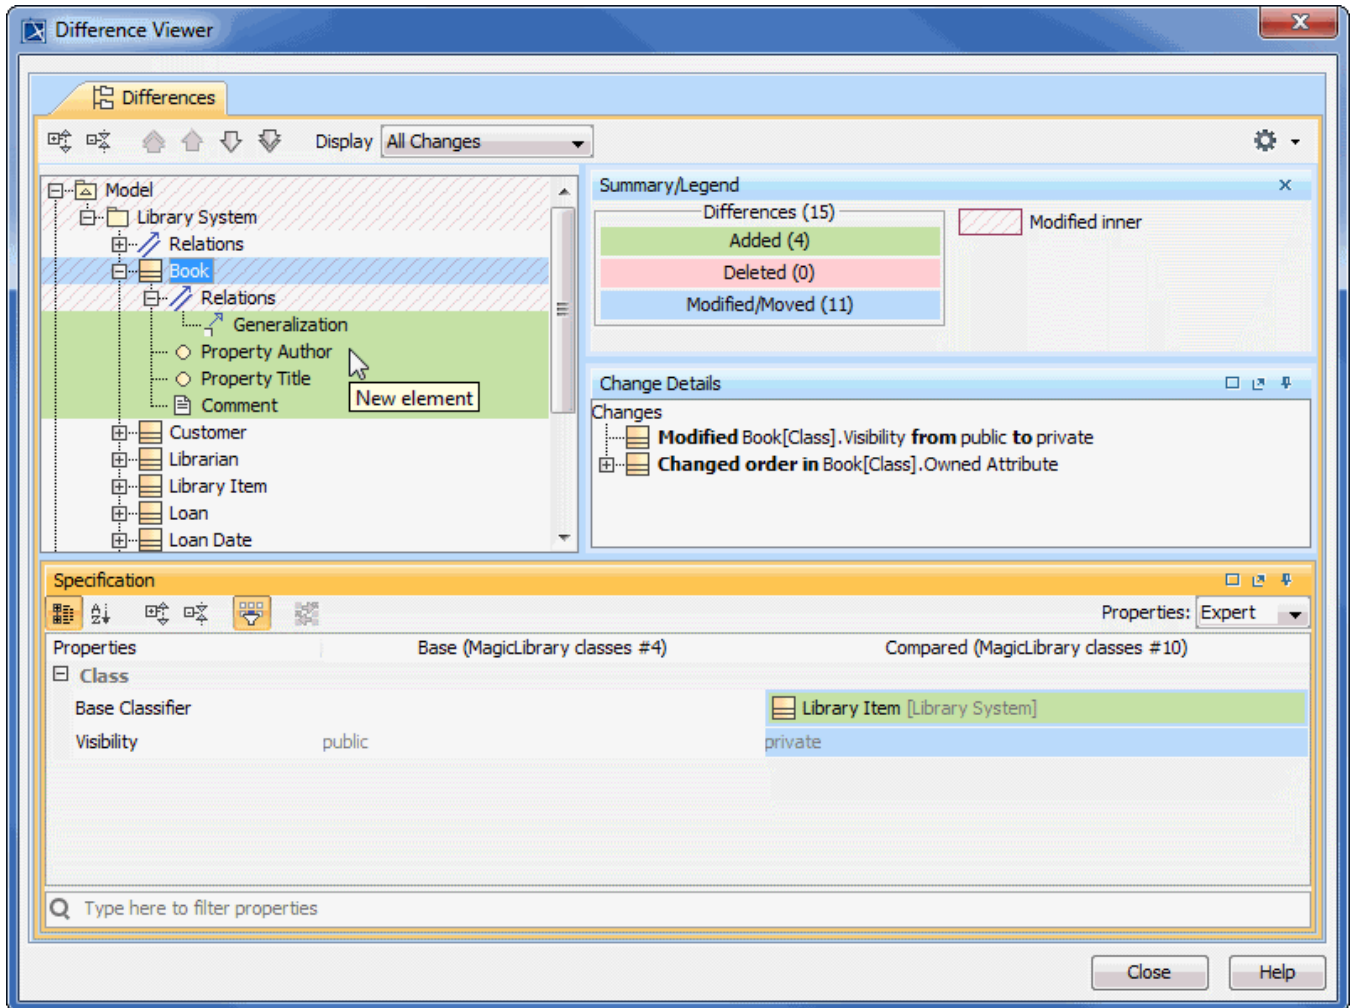 Difference Viewer
Differences
Display All Changes
Model
Library System
Relations
Book
Relations
Generalization
Property Author
Property Title
New element
Comment
Customer
Librarian
Library Item
Loan
Loan Date
Summary/Legend
Differences (15)
Added (4)
Deleted (0)
Modified/Moved (11)
Modified inner
Change Details
Changes
Modified Book[Class].Visibility from public to private
Changed order in Book[Class].Owned Attribute
Specification
Properties: Expert
Properties Base (MagicLibrary classes #4) Compared (MagicLibrary classes #10)
Class
Base Classifier Library Item [Library System]
Visibility public private
Type here to filter properties
Close Help